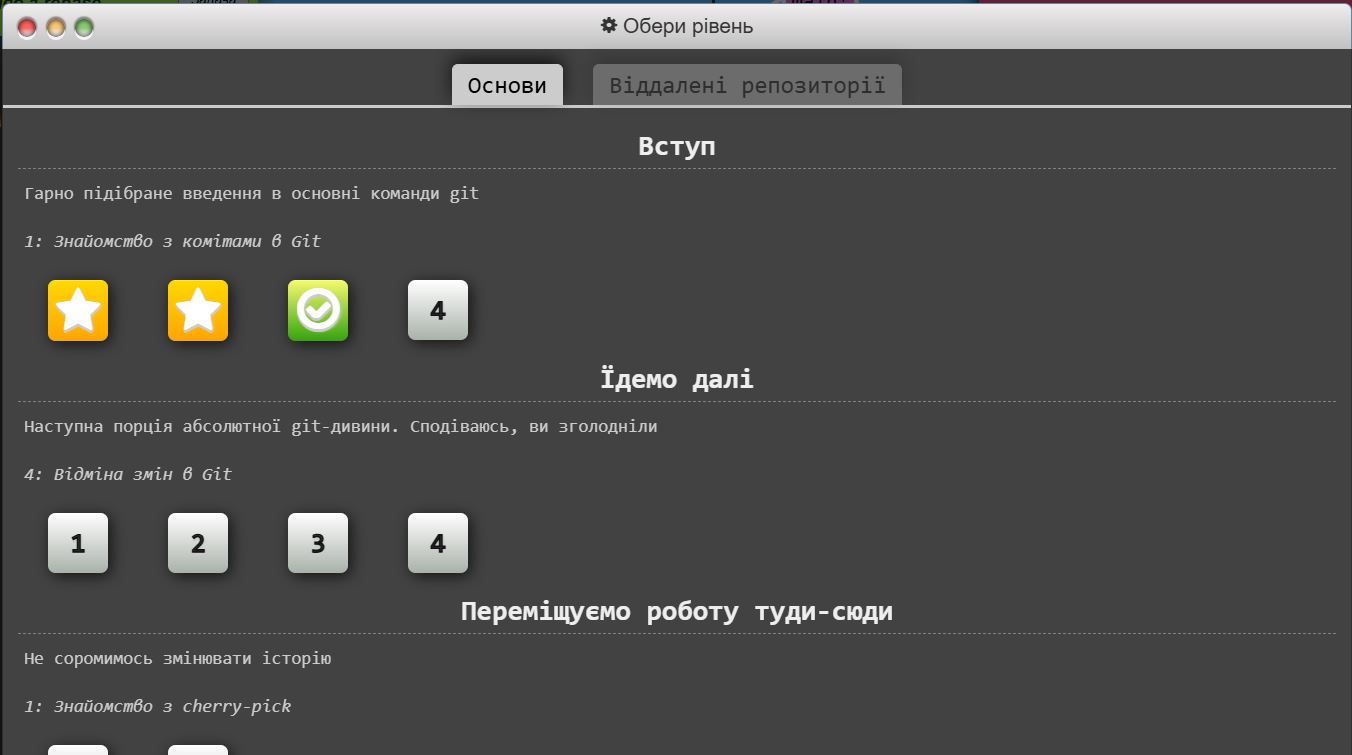 Обери рівень
Основи
Віддалені репозиторії
Вступ
Гарно підібране введення в основні команди git
1: Знайомство з комітами в Git
4
Їдемо далі
Наступна порція абсолютної git-дивини. Сподіваюсь, ви зголодніли
4: Відміна змін в Git
1 2 3 4
Переміщуємо роботу туди-сюди
Не соромимось змінювати історію
1: Знайомство з cherry-pick